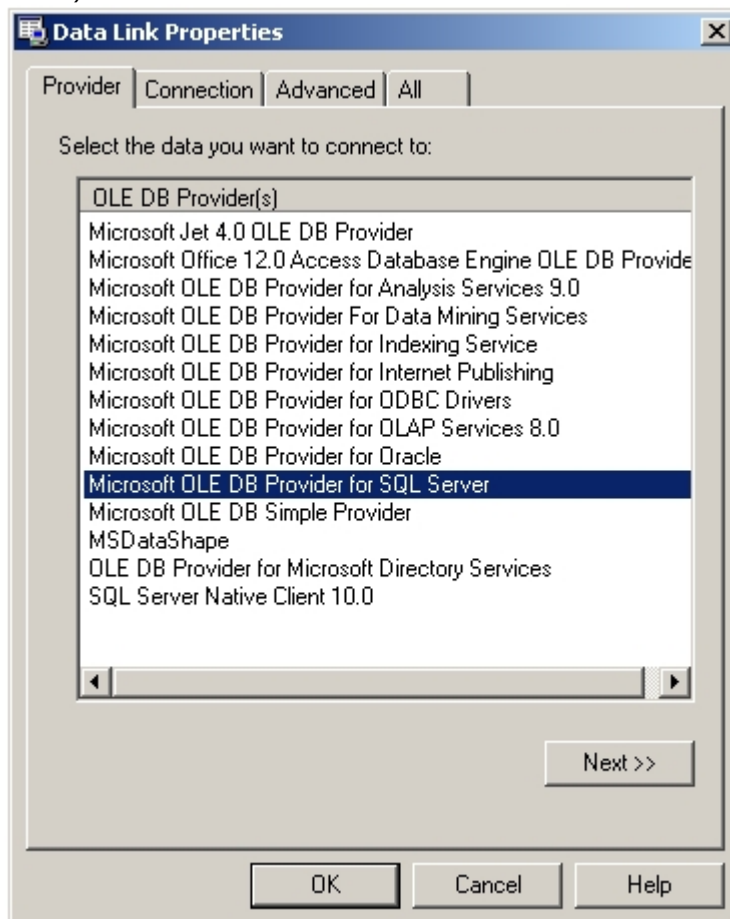 Data Link Properties
Provider Connection Advanced All
Select the data you want to connect to:
OLE DB Provider(s)
Microsoft Jet 4.0 OLE DB Provider
Microsoft Office 12.0 Access Database Engine OLE DB Provide
Microsoft OLE DB Provider for Analysis Services 9.0
Microsoft OLE DB Provider For Data Mining Services
Microsoft OLE DB Provider for Indexing Service
Microsoft OLE DB Provider for Internet Publishing
Microsoft OLE DB Provider for ODBC Drivers
Microsoft OLE DB Provider for OLAP Services 8.0
Microsoft OLE DB Provider for Oracle
Microsoft OLE DB Provider for SQL Server
Microsoft OLE DB Simple Provider
MSDataShape
OLE DB Provider for Microsoft Directory Services
SQL Server Native Client 10.0
Next >>
OK Cancel Help